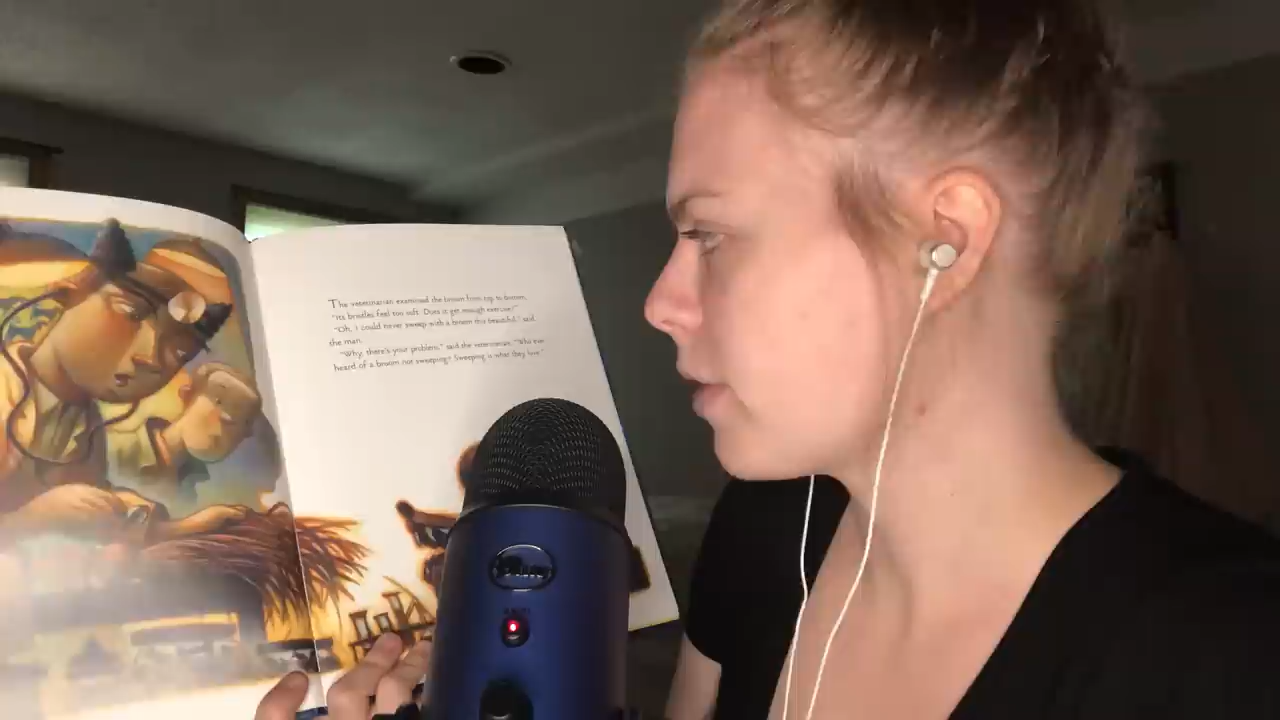 The veterinarian examined the broom from top to bottom.
"Its bristles feel too soft. Does it get enough exercise?"
"Oh, I could never sweep with a broom this beautiful," said
the man.
"Why, there's your problem," said the veterinarian. "Who ever
heard of a broom not sweeping? Sweeping is what they love."
blue